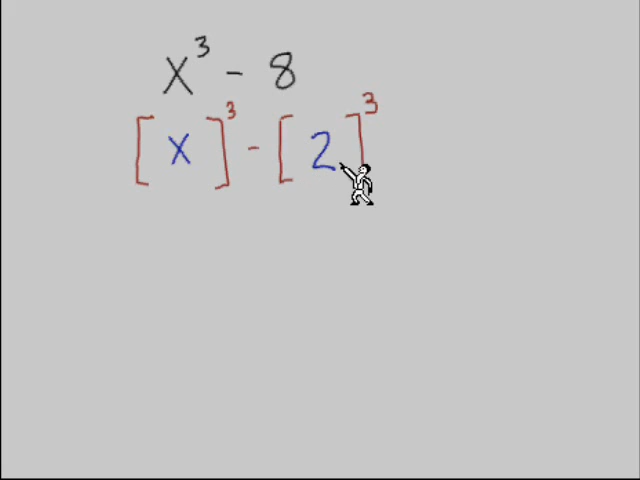 x³ - 8
[ x ]³ - [ 2 ]³